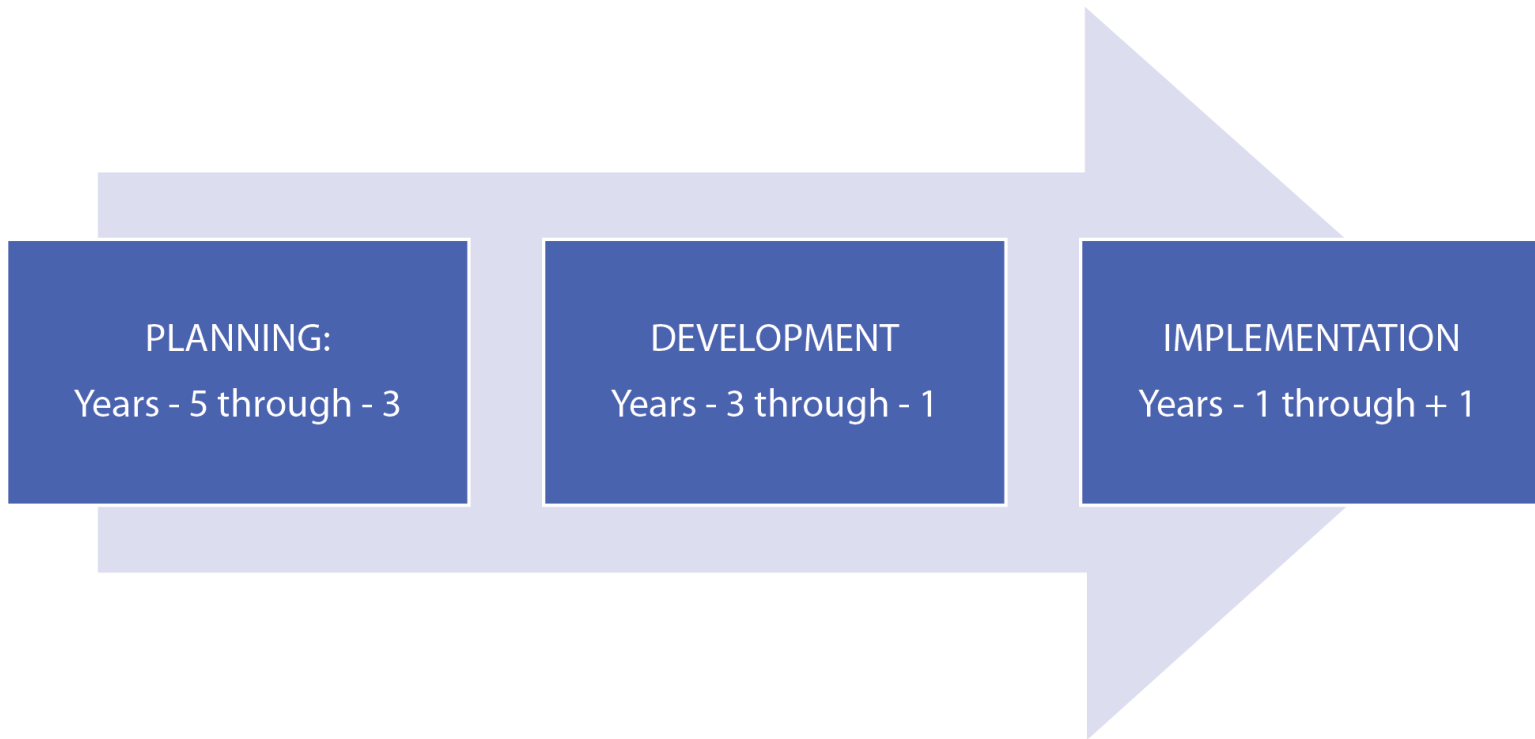 PLANNING:
Years - 5 through - 3
DEVELOPMENT
Years - 3 through - 1
IMPLEMENTATION
Years - 1 through + 1